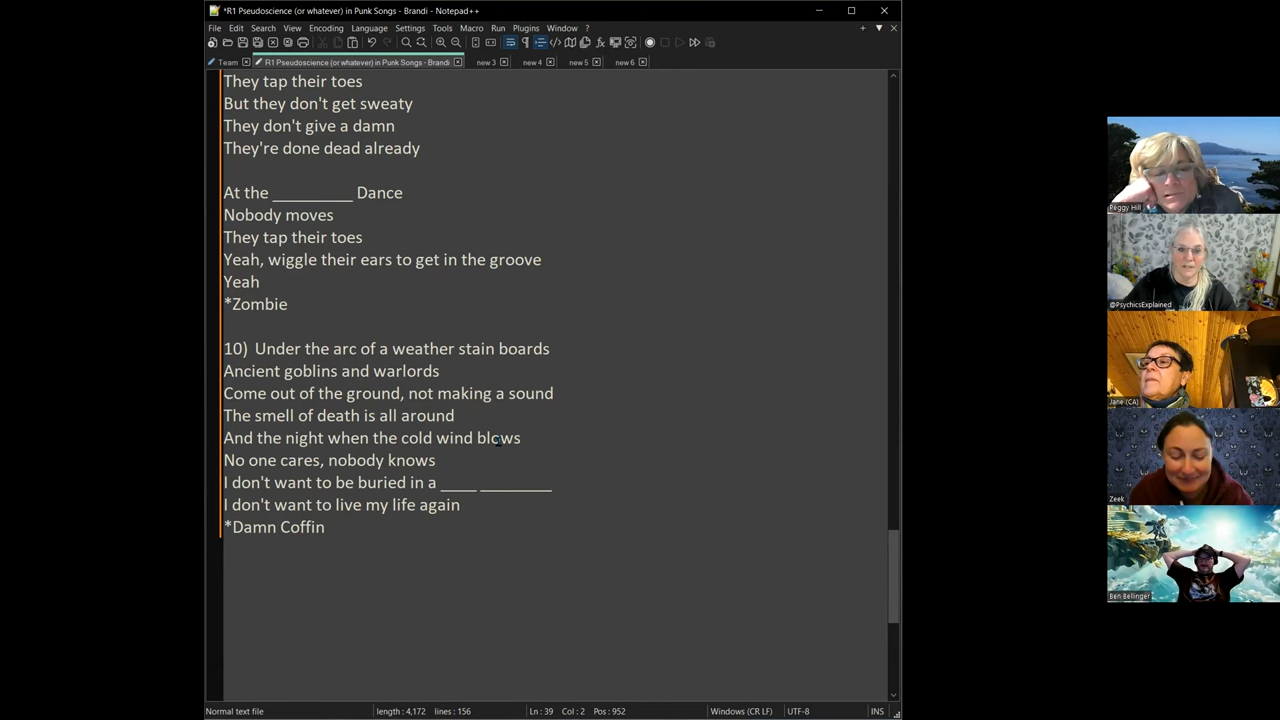 *R1 Pseudoscience (or whatever) in Punk Songs - Brandi - Notepad++
File Edit Search View Encoding Language Settings Tools Macro Run Plugins Window ?
Team R1 Pseudoscience (or whatever) in Punk Songs - Brandi new 3 new 4 new 5 new 6
They tap their toes
But they don't get sweaty
They don't give a damn
They're done dead already
At the _________ Dance
Nobody moves
They tap their toes
Yeah, wiggle their ears to get in the groove
Yeah
*Zombie
10) Under the arc of a weather stain boards
Ancient goblins and warlords
Come out of the ground, not making a sound
The smell of death is all around
And the night when the cold wind blows
No one cares, nobody knows
I don't want to be buried in a ____ ________
I don't want to live my life again
*Damn Coffin
Normal text file length : 4,172 lines : 156 Ln : 39 Col : 2 Pos : 952 Windows (CR LF) UTF-8 INS
Peggy Hill
@PsychicsExplained
Jane (CA)
Zeek
Ben Bellinger